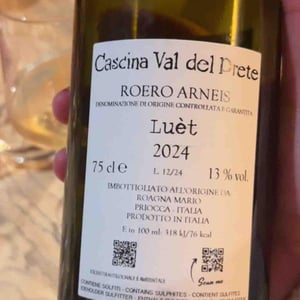 Cascina Val del Prete
ROERO ARNEIS
DENOMINAZIONE DI ORIGINE CONTROLLATA E GARANTITA
Luèt
2024
75 cl e L. 12/24 13 % vol.
IMBOTTIGLIATO ALL'ORIGINE DA
ROAGNA MARIO
PRIOCCA - ITALIA
PRODOTTO IN ITALIA
E in 100 ml: 318 kJ/76 kcal
Scan me
CONTIENE SOLFITI - CONTAINS SULPHITES - CONTIENT SULFITES